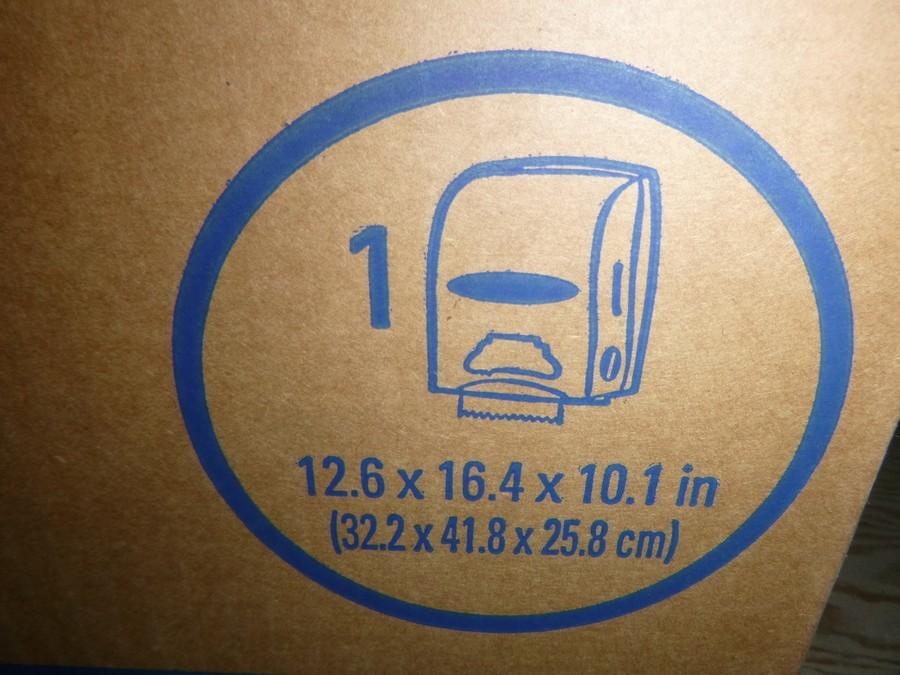 1
12.6 x 16.4 x 10.1 in
(32.2 x 41.8 x 25.8 cm)